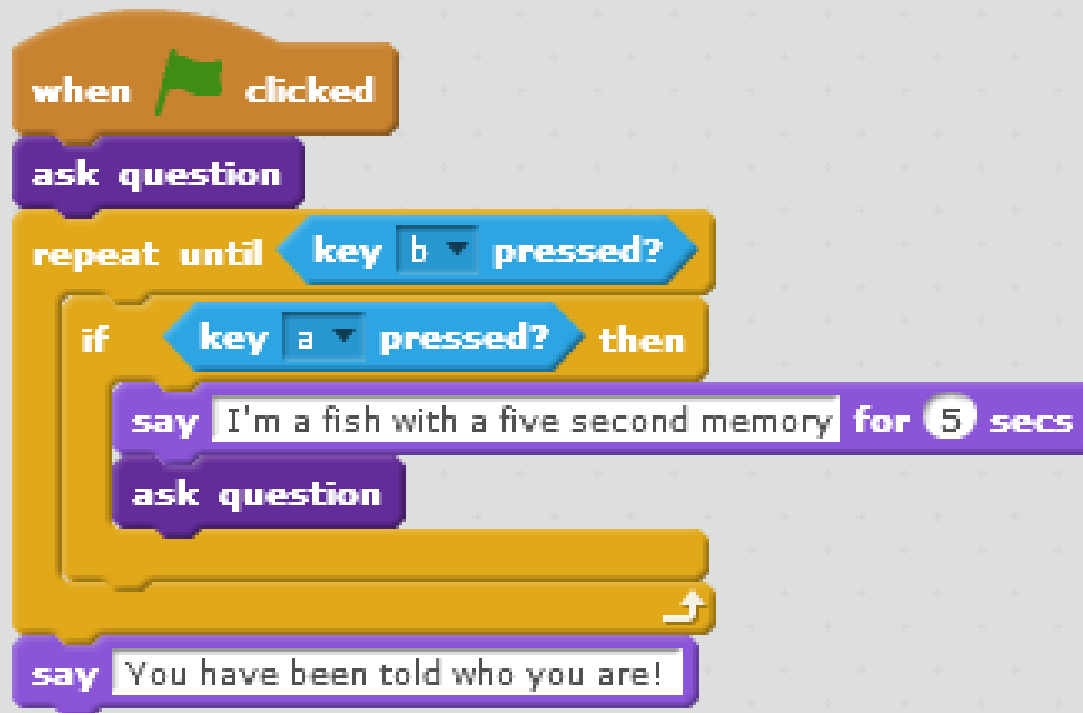 when clicked
ask question
repeat until key b pressed?
if key a pressed? then
say I'm a fish with a five second memory for 5 secs
ask question
say You have been told who you are!